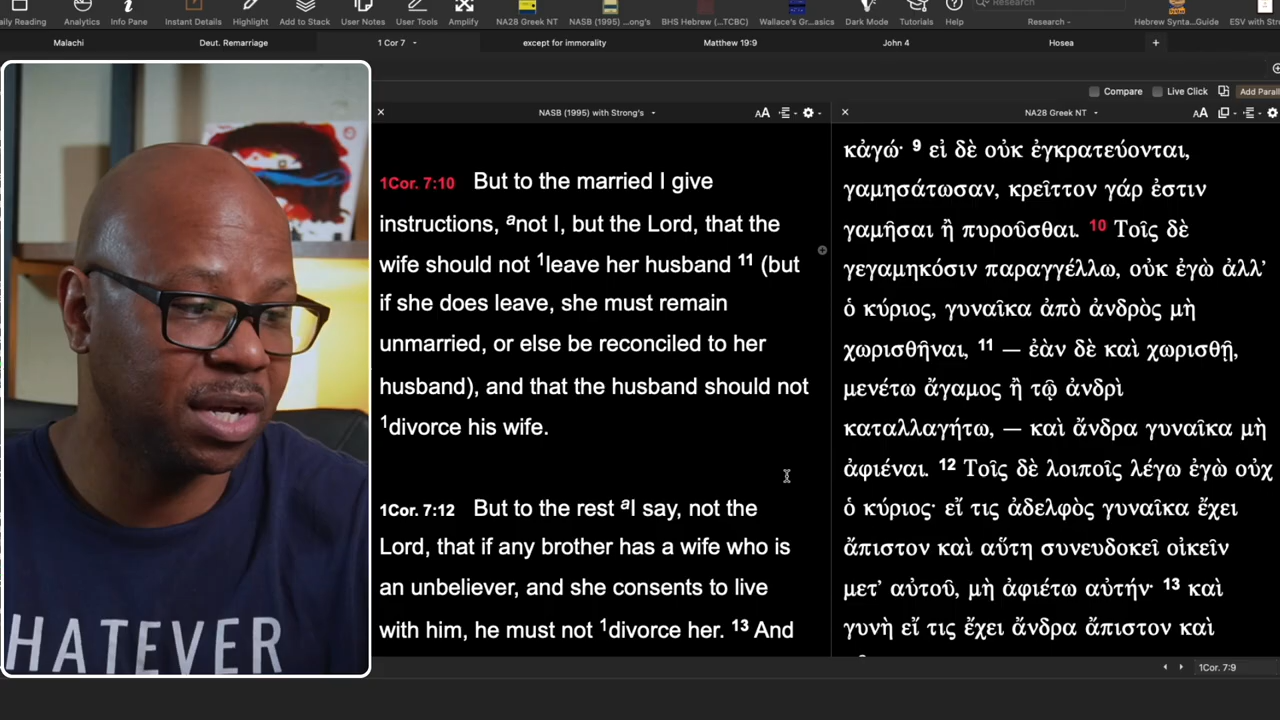 Analytics
Info Pane
Instant Details
Highlight
Add to Stack
User Notes
User Tools
Amplify
NA28 Greek NT
NASB (1995) ...ong's
BHS Hebrew (...TCBC)
Wallace's Gr...asics
Dark Mode
Tutorials
Help
Research
Research
Hebrew Synta...Guide
Malachi
Deut. Remarriage
1 Cor 7
except for immorality
Matthew 19:9
John 4
Hosea
Compare
Live Click
NASB (1995) with Strong's
AA
NA28 Greek NT
AA
1Cor. 7:10 But to the married I give
instructions, ᵃnot I, but the Lord, that the
wife should not ¹leave her husband 11 (but
if she does leave, she must remain
unmarried, or else be reconciled to her
husband), and that the husband should not
¹divorce his wife.
1Cor. 7:12 But to the rest ᵃI say, not the
Lord, that if any brother has a wife who is
an unbeliever, and she consents to live
with him, he must not ¹divorce her. 13 And
κἀγώ· 9 εἰ δὲ οὐκ ἐγκρατεύονται,
γαμησάτωσαν, κρεῖττον γάρ ἐστιν
γαμῆσαι ἢ πυροῦσθαι. 10 Τοῖς δὲ
γεγαμηκόσιν παραγγέλλω, οὐκ ἐγὼ ἀλλ’
ὁ κύριος, γυναῖκα ἀπὸ ἀνδρὸς μὴ
χωρισθῆναι, 11 — ἐὰν δὲ καὶ χωρισθῇ,
μενέτω ἄγαμος ἢ τῷ ἀνδρὶ
καταλλαγήτω, — καὶ ἄνδρα γυναῖκα μὴ
ἀφιέναι. 12 Τοῖς δὲ λοιποῖς λέγω ἐγὼ οὐχ
ὁ κύριος· εἴ τις ἀδελφὸς γυναῖκα ἔχει
ἄπιστον καὶ αὕτη συνευδοκεῖ οἰκεῖν
μετ’ αὐτοῦ, μὴ ἀφιέτω αὐτήν· 13 καὶ
γυνὴ εἴ τις ἔχει ἄνδρα ἄπιστον καὶ
1Cor. 7:9
HATEVER